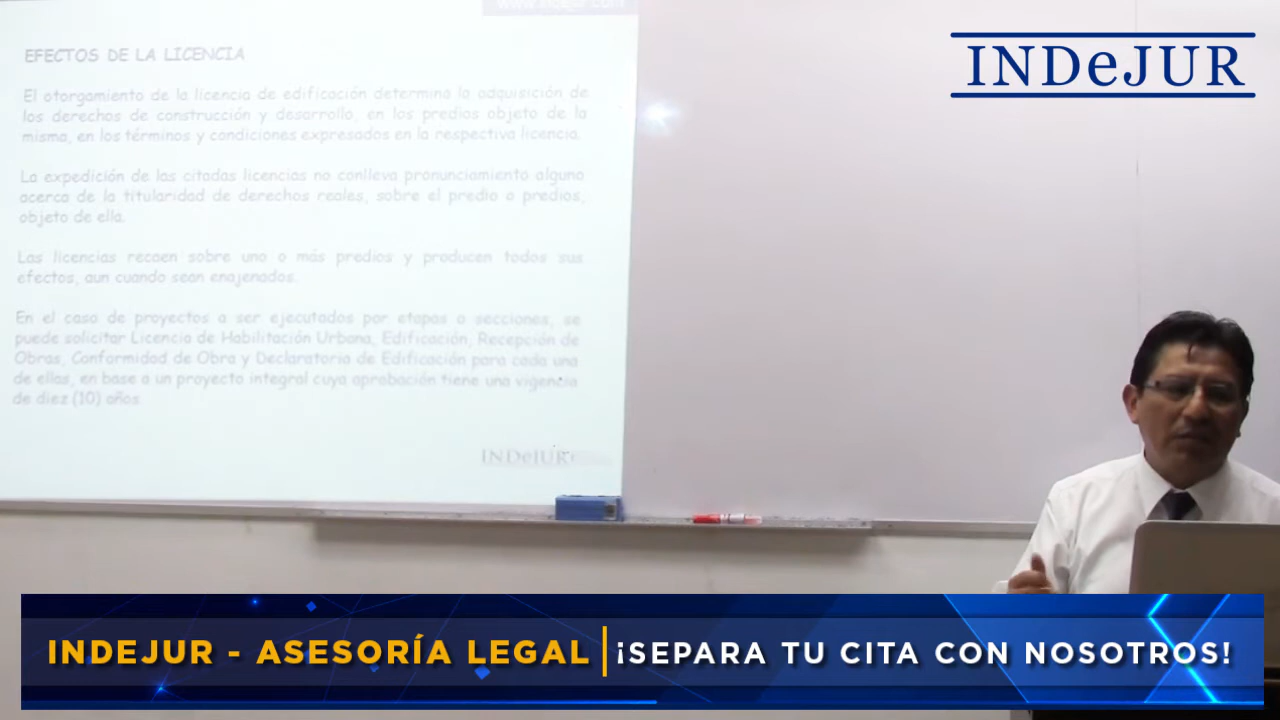 www.indejur.com
INDeJUR
EFECTOS DE LA LICENCIA
El otorgamiento de la licencia de edificación determina la adquisición de
los derechos de construcción y desarrollo, en los predios objeto de la
misma, en los términos y condiciones expresados en la respectiva licencia.
La expedición de las citadas licencias no conlleva pronunciamiento alguno
acerca de la titularidad de derechos reales, sobre el predio o predios,
objeto de ella.
Las licencias recaen sobre uno o más predios y producen todos sus
efectos, aun cuando sean enajenados.
En el caso de proyectos a ser ejecutados por etapas o secciones, se
puede solicitar Licencia de Habilitación Urbana, Edificación, Recepción de
Obras, Conformidad de Obra y Declaratoria de Edificación para cada una
de ellas, en base a un proyecto integral cuya aprobación tiene una vigencia
de diez (10) años.
INDeJUR
INDEJUR - ASESORÍA LEGAL ¡SEPARA TU CITA CON NOSOTROS!